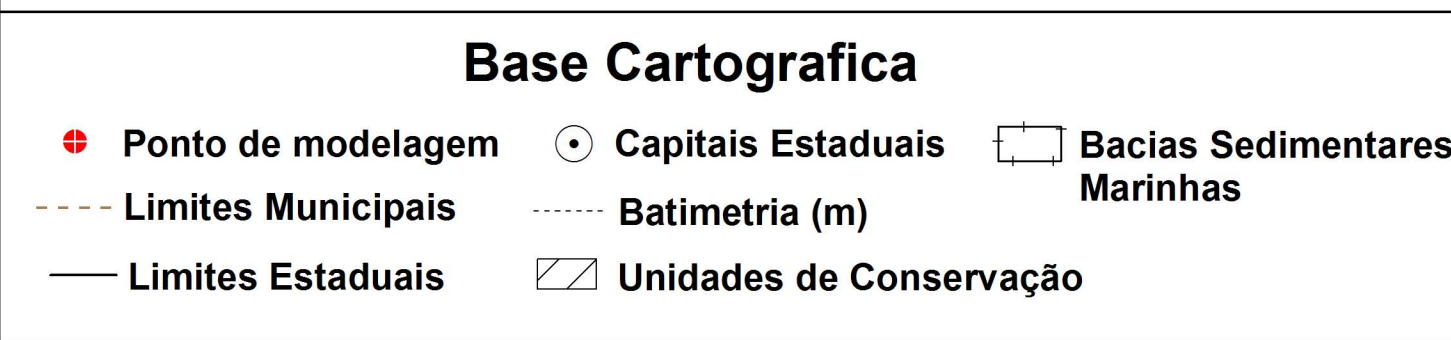 Base Cartografica
Ponto de modelagem
Capitais Estaduais
Bacias Sedimentares
Marinhas
Limites Municipais
Batimetria (m)
Limites Estaduais
Unidades de Conservação